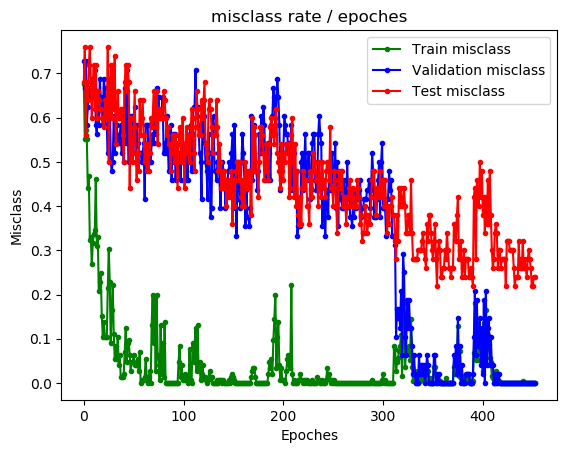 misclass rate / epoches
Train misclass
Validation misclass
Test misclass
Misclass
0.7
0.6
0.5
0.4
0.3
0.2
0.1
0.0
0 100 200 300 400
Epoches